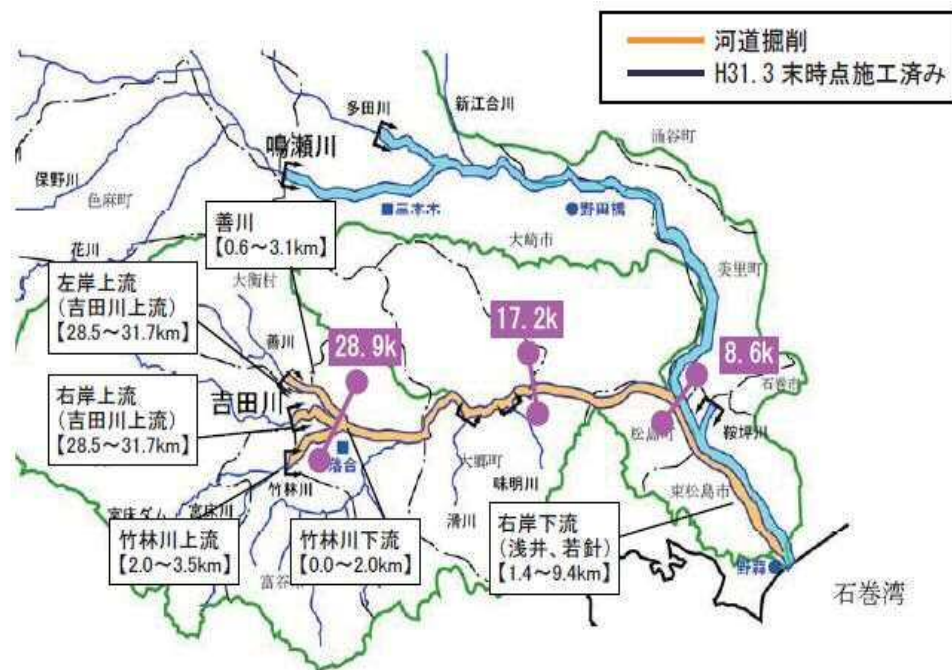 河道掘削
H31.3 末時点施工済み
多田川
新江合川
涌谷町
鳴瀬川
保野川
色麻町
三本木
野田橋
善川
【0.6～3.1km】
大崎市
美里町
花川
大衡村
左岸上流
(吉田川上流)
【28.5～31.7km】
善川
28.9k
17.2k
8.6k
石巻市
吉田川
右岸上流
(吉田川上流)
【28.5～31.7km】
松島町
鞍坪川
落合
大郷町
味明川
竹林川
滑川
東松島市
宮床ダム
宮床川
竹林川上流
【2.0～3.5km】
竹林川下流
【0.0～2.0km】
右岸下流
(浅井、若針)
【1.4～9.4km】
富谷
野蒜
石巻湾